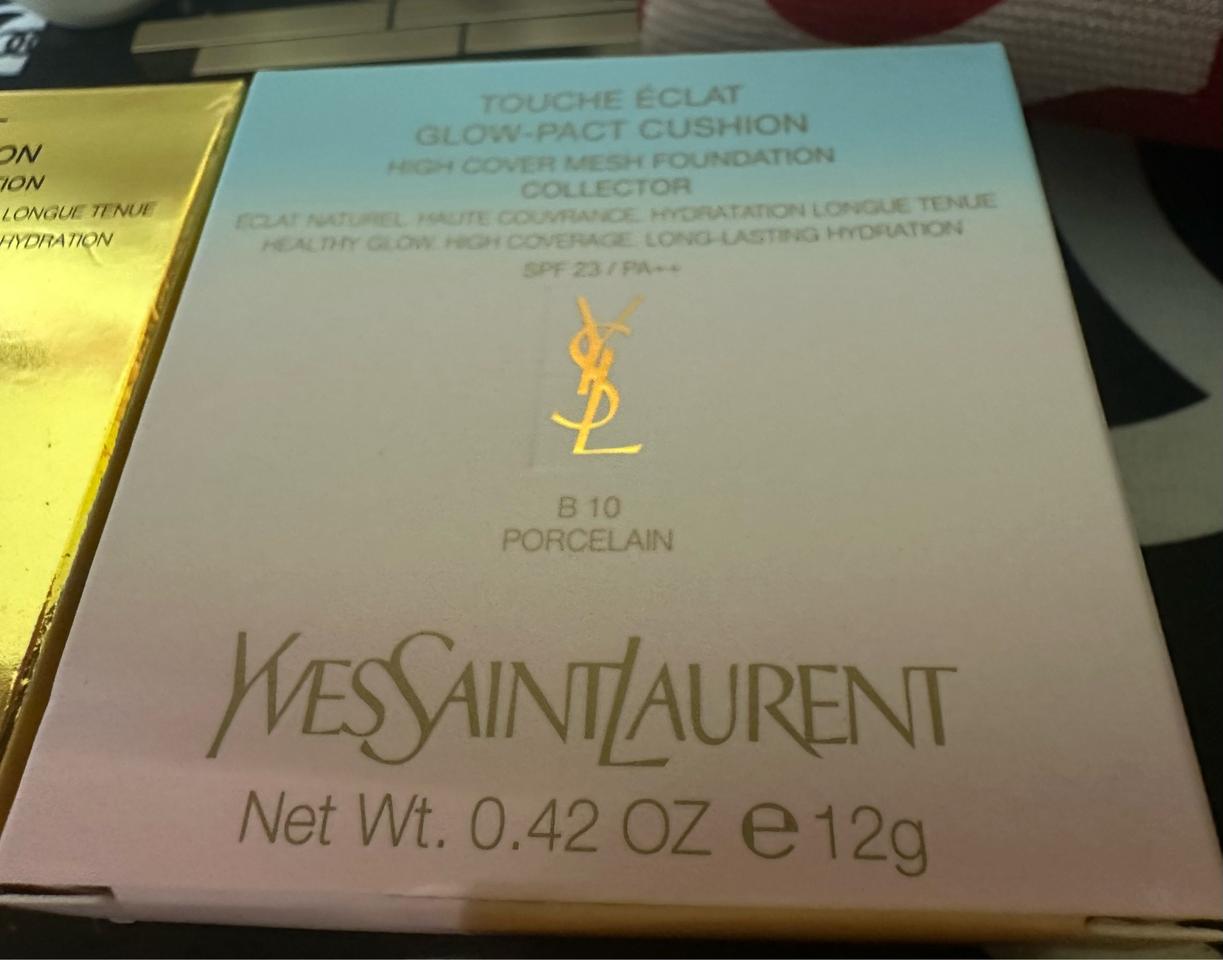 TOUCHE ÉCLAT
GLOW-PACT CUSHION
HIGH COVER MESH FOUNDATION
COLLECTOR
ÉCLAT NATUREL. HAUTE COUVRANCE. HYDRATATION LONGUE TENUE
HEALTHY GLOW. HIGH COVERAGE. LONG-LASTING HYDRATION
SPF 23 / PA++
YSL
B 10
PORCELAIN
YVESSAINTLAURENT
Net Wt. 0.42 OZ e 12g
ON
ION
LONGUE TENUE
HYDRATION